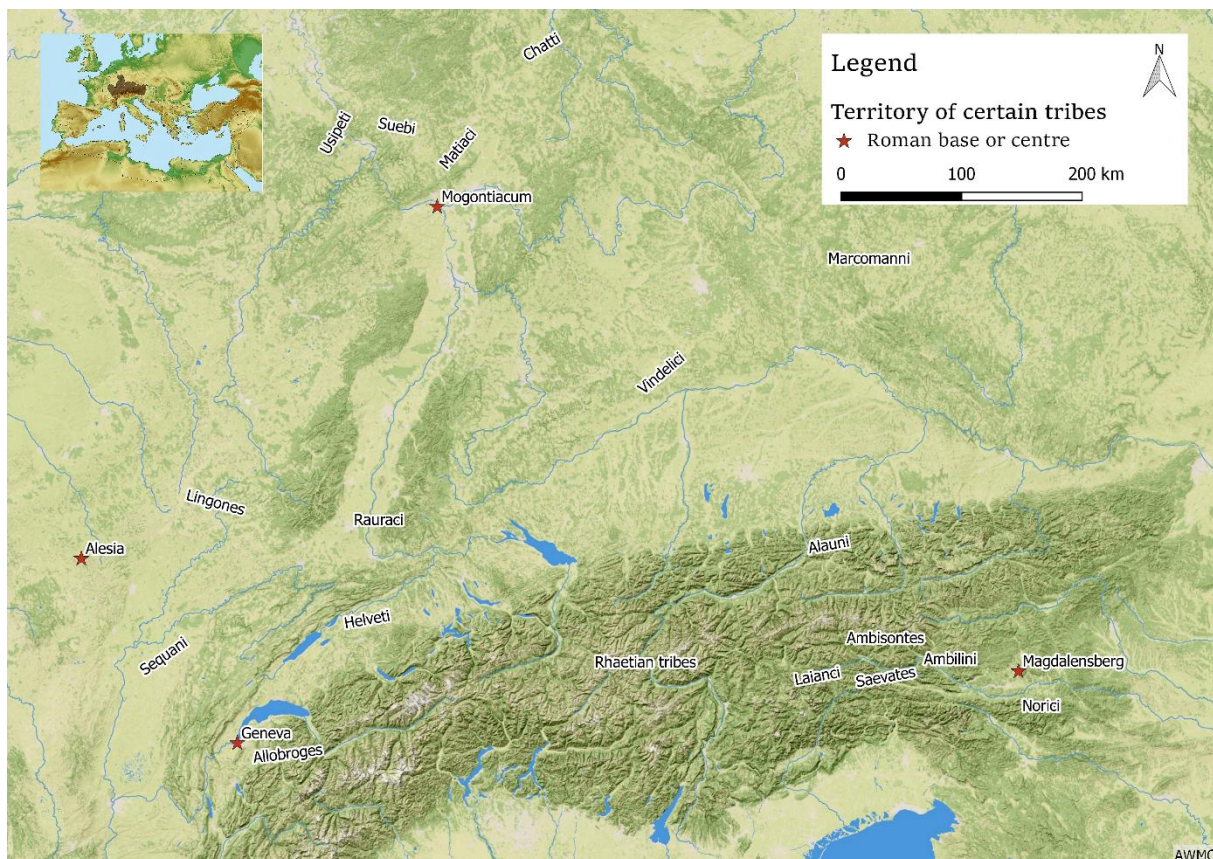 Legend
N
Territory of certain tribes
Roman base or centre
0 100 200 km
Chatti
Usipeti
Suebi
Matiaci
Mogontiacum
Marcomanni
Vindelici
Lingones
Rauraci
Alesia
Alauni
Helveti
Sequani
Ambisontes
Rhaetian tribes
Ambilini
Magdalensberg
Laianci
Saevates
Norici
Geneva
Allobroges
AWMC